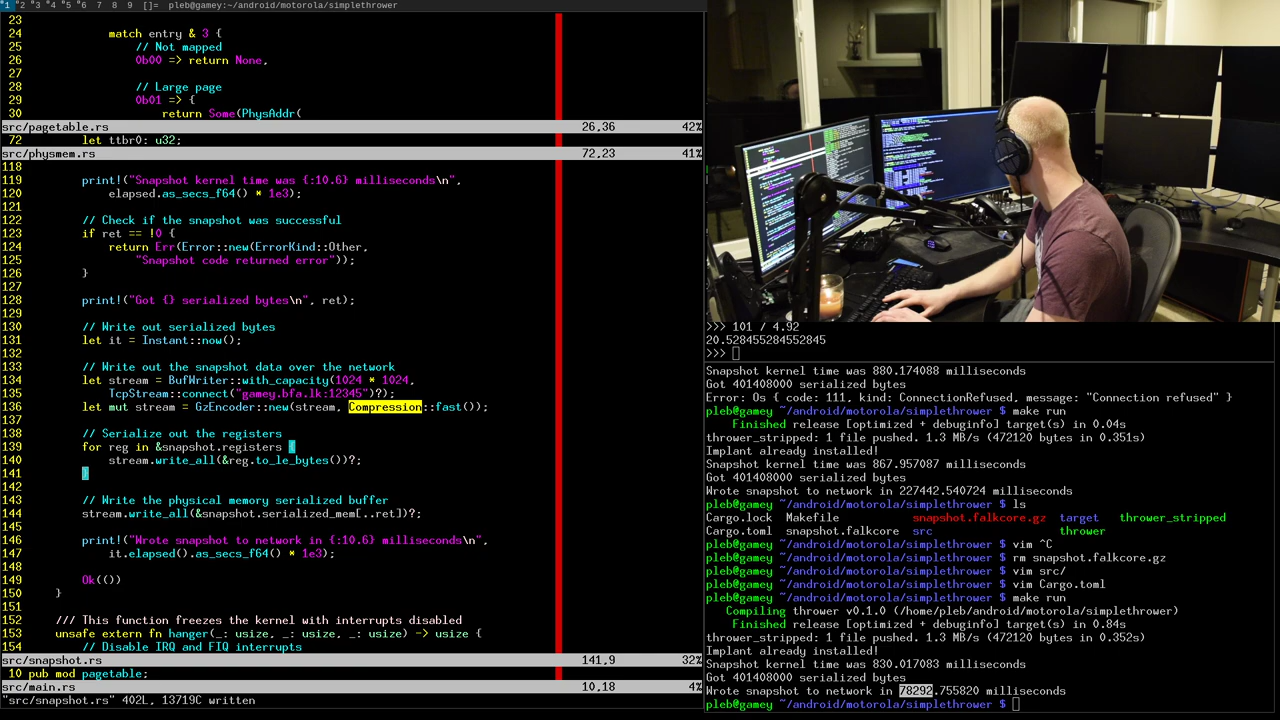 *1 *2 *3 *4 *5 *6 7 8 9 []= pleb@gamey:~/android/motorola/simplethrower
23
24 match entry & 3 {
25 // Not mapped
26 0b00 => return None,
27
28 // Large page
29 0b01 => {
30 return Some(PhysAddr(
src/pagetable.rs 26,36 42%
72 let ttbr0: u32;
src/physmem.rs 72,23 41%
118
119 print!("Snapshot kernel time was {:10.6} milliseconds\n",
120 elapsed.as_secs_f64() * 1e3);
121
122 // Check if the snapshot was successful
123 if ret == !0 {
124 return Err(Error::new(ErrorKind::Other,
125 "Snapshot code returned error"));
126 }
127
128 print!("Got {} serialized bytes\n", ret);
129
130 // Write out serialized bytes
131 let it = Instant::now();
132
133 // Write out the snapshot data over the network
134 let stream = BufWriter::with_capacity(1024 * 1024,
135 TcpStream::connect("gamey.bfa.lk:12345")?);
136 let mut stream = GzEncoder::new(stream, Compression::fast());
137
138 // Serialize out the registers
139 for reg in &snapshot.registers {
140 stream.write_all(&reg.to_le_bytes())?;
141 }
142
143 // Write the physical memory serialized buffer
144 stream.write_all(&snapshot.serialized_mem[..ret])?;
145
146 print!("Wrote snapshot to network in {:10.6} milliseconds\n",
147 it.elapsed().as_secs_f64() * 1e3);
148
149 Ok(())
150 }
151
152 /// This function freezes the kernel with interrupts disabled
153 unsafe extern fn hanger(_: usize, _: usize, _: usize) -> usize {
154 // Disable IRQ and FIQ interrupts
src/snapshot.rs 141,9 32%
10 pub mod pagetable;
src/main.rs 10,18 4%
"src/snapshot.rs" 402L, 13719C written
>>> 101 / 4.92
20.528455284552845
>>>
Snapshot kernel time was 880.174088 milliseconds
Got 401408000 serialized bytes
Error: Os { code: 111, kind: ConnectionRefused, message: "Connection refused" }
pleb@gamey ~/android/motorola/simplethrower $ make run
Finished release [optimized + debuginfo] target(s) in 0.04s
thrower_stripped: 1 file pushed. 1.3 MB/s (472120 bytes in 0.351s)
Implant already installed!
Snapshot kernel time was 867.957087 milliseconds
Got 401408000 serialized bytes
Wrote snapshot to network in 227442.540724 milliseconds
pleb@gamey ~/android/motorola/simplethrower $ ls
Cargo.lock Makefile snapshot.falkcore.gz target thrower_stripped
Cargo.toml snapshot.falkcore src thrower
pleb@gamey ~/android/motorola/simplethrower $ vim ^C
pleb@gamey ~/android/motorola/simplethrower $ rm snapshot.falkcore.gz
pleb@gamey ~/android/motorola/simplethrower $ vim src/
pleb@gamey ~/android/motorola/simplethrower $ vim Cargo.toml
pleb@gamey ~/android/motorola/simplethrower $ make run
Compiling thrower v0.1.0 (/home/pleb/android/motorola/simplethrower)
Finished release [optimized + debuginfo] target(s) in 0.84s
thrower_stripped: 1 file pushed. 1.3 MB/s (472120 bytes in 0.352s)
Implant already installed!
Snapshot kernel time was 830.017083 milliseconds
Got 401408000 serialized bytes
Wrote snapshot to network in 78292.755820 milliseconds
pleb@gamey ~/android/motorola/simplethrower $